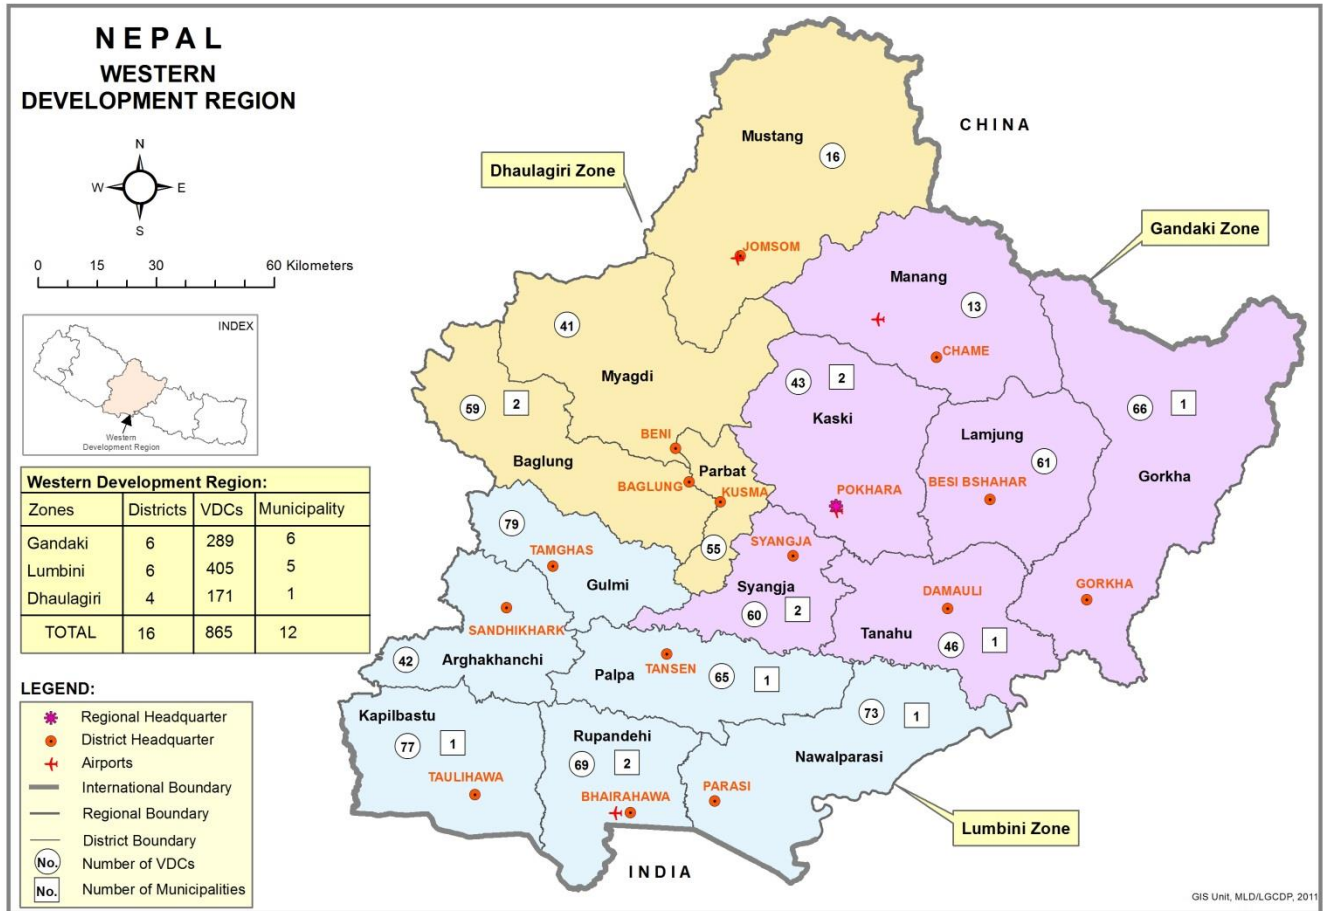 NEPAL
WESTERN
DEVELOPMENT REGION
N
W E
S
0 15 30 60 Kilometers
INDEX
Western
Development Region
Western Development Region:
Zones Districts VDCs Municipality
Gandaki 6 289 6
Lumbini 6 405 5
Dhaulagiri 4 171 1
TOTAL 16 865 12
LEGEND:
Regional Headquarter
District Headquarter
Airports
International Boundary
Regional Boundary
District Boundary
No. Number of VDCs
No. Number of Municipalities
CHINA
Dhaulagiri Zone
Gandaki Zone
Lumbini Zone
INDIA
Mustang
16
JOMSOM
Manang
13
CHAME
41
Myagdi
BENI
59 2
Baglung
BAGLUNG
Parbat
KUSMA
55
43 2
Kaski
POKHARA
Lamjung
61
BESI BSHAHAR
66 1
Gorkha
GORKHA
79
TAMGHAS
Gulmi
SYANGJA
Syangja
60 2
DAMAULI
Tanahu
46 1
SANDHIKHARK
42 Arghakhanchi
Palpa
TANSEN
65 1
Kapilbastu
77 1
TAULIHAWA
Rupandehi
69 2
BHAIRAHAWA
73 1
Nawalparasi
PARASI
GIS Unit, MLD/LGCDP, 2011